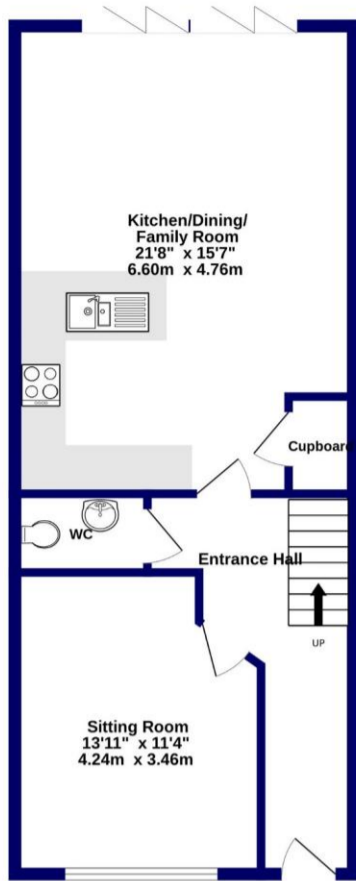 Kitchen/Dining/
Family Room
21'8" x 15'7"
6.60m x 4.76m
Cupboard
WC
Entrance Hall
UP
Sitting Room
13'11" x 11'4"
4.24m x 3.46m